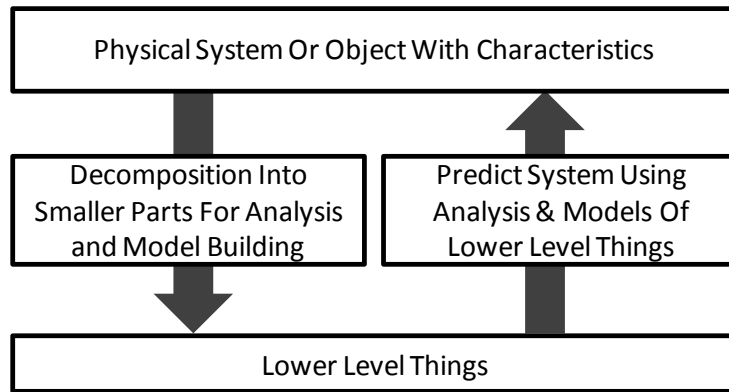 Physical System Or Object With Characteristics
Decomposition Into
Smaller Parts For Analysis
and Model Building
Predict System Using
Analysis & Models Of
Lower Level Things
Lower Level Things